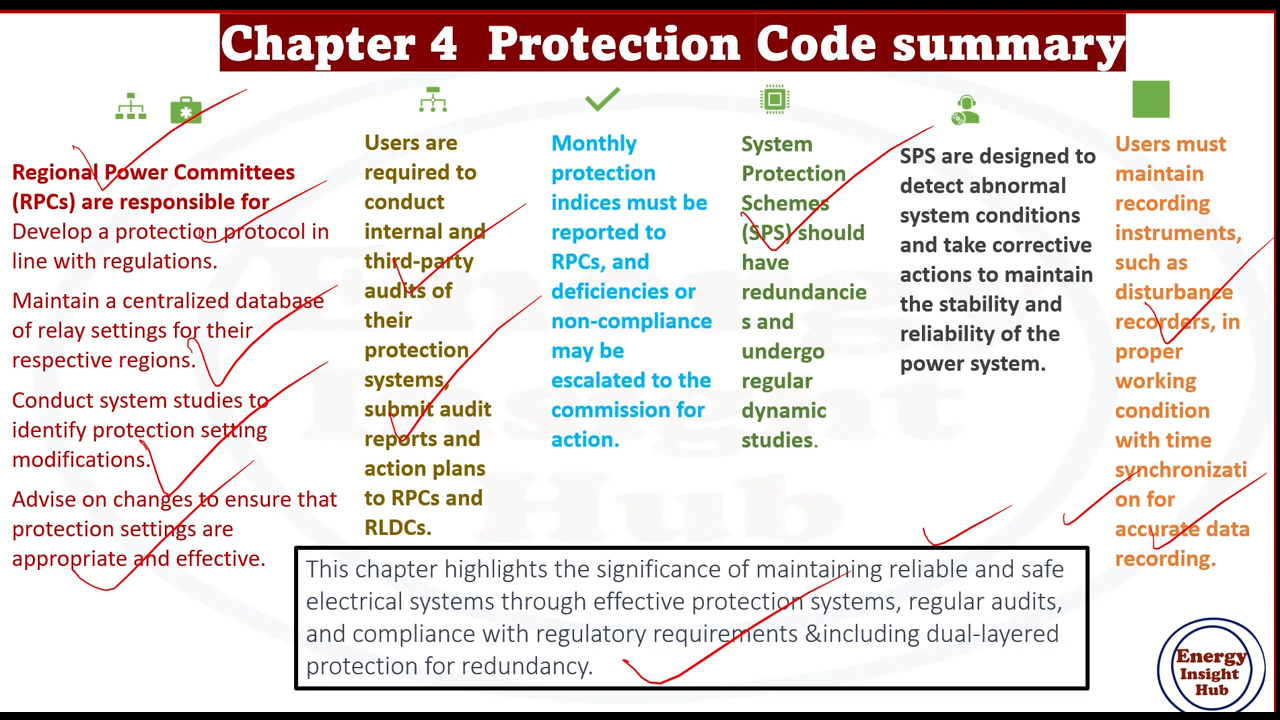 Chapter 4 Protection Code summary
Regional Power Committees
(RPCs) are responsible for
Develop a protection protocol in
line with regulations.
Maintain a centralized database
of relay settings for their
respective regions.
Conduct system studies to
identify protection setting
modifications.
Advise on changes to ensure that
protection settings are
appropriate and effective.
Users are
required to
conduct
internal and
third-party
audits of
their
protection
systems,
submit audit
reports and
action plans
to RPCs and
RLDCs.
Monthly
protection
indices must be
reported to
RPCs, and
deficiencies or
non-compliance
may be
escalated to the
commission for
action.
System
Protection
Schemes
(SPS) should
have
redundancie
s and
undergo
regular
dynamic
studies.
SPS are designed to
detect abnormal
system conditions
and take corrective
actions to maintain
the stability and
reliability of the
power system.
Users must
maintain
recording
instruments,
such as
disturbance
recorders, in
proper
working
condition
with time
synchronizati
on for
accurate data
recording.
This chapter highlights the significance of maintaining reliable and safe
electrical systems through effective protection systems, regular audits,
and compliance with regulatory requirements &including dual-layered
protection for redundancy.
Energy
Insight
Hub
Energy
Insight
Hub